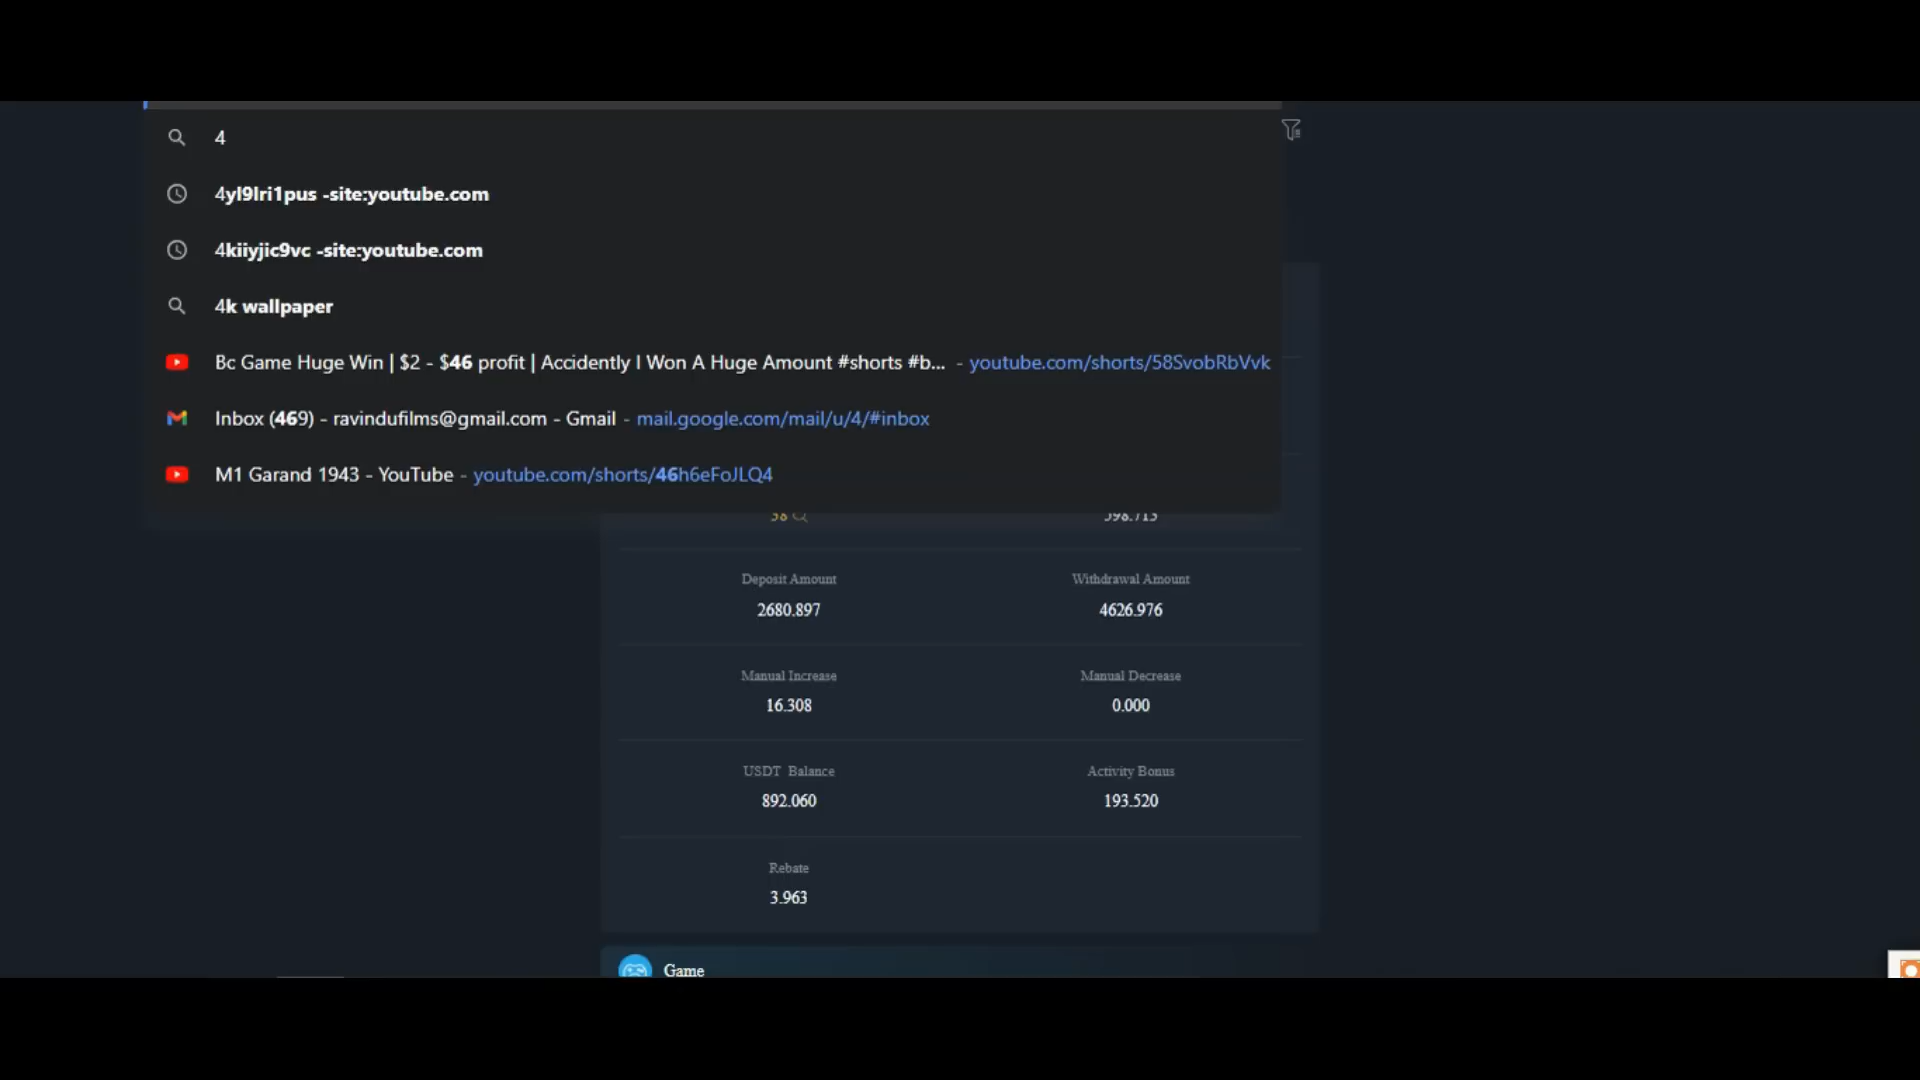 4
4yl9lri1pus -site:youtube.com
4kiiyjic9vc -site:youtube.com
4k wallpaper
Bc Game Huge Win | $2 - $46 profit | Accidently I Won A Huge Amount #shorts #b... - youtube.com/shorts/58SvobRbVvk
Inbox (469) - ravindufilms@gmail.com - Gmail - mail.google.com/mail/u/4/#inbox
M1 Garand 1943 - YouTube - youtube.com/shorts/46h6eFoJLQ4
Deposit Amount Withdrawal Amount
2680.897 4626.976
Manual Increase Manual Decrease
16.308 0.000
USDT Balance Activity Bonus
892.060 193.520
Rebate
3.963
Game